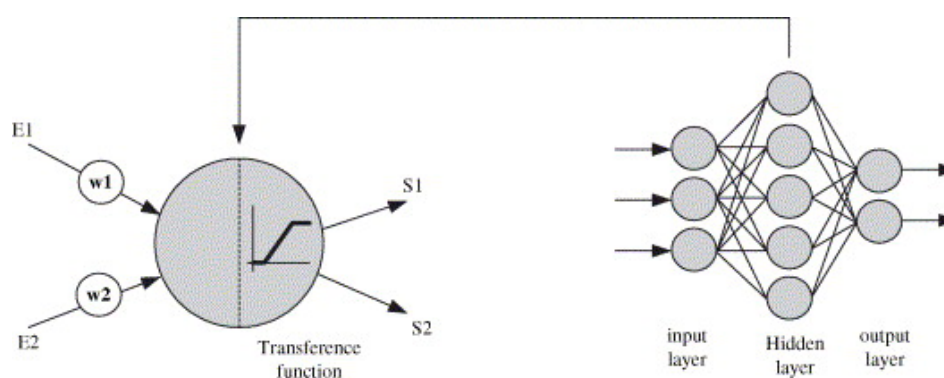 E1
w1
w2
E2
S1
S2
Transference
function
input
layer
Hidden
layer
output
layer